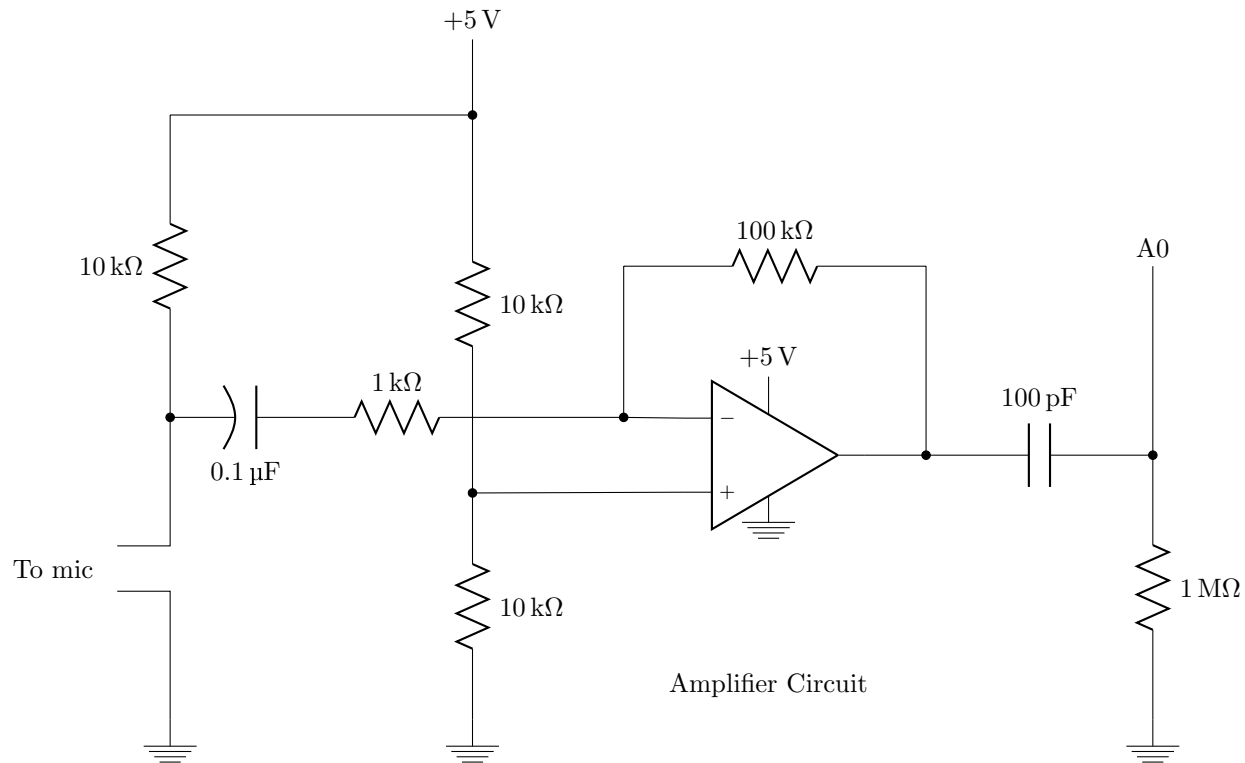 +5 V
100 kΩ
A0
10 kΩ
10 kΩ
+5 V
1 kΩ
100 pF
−
0.1 µF
+
To mic
10 kΩ
1 MΩ
Amplifier Circuit